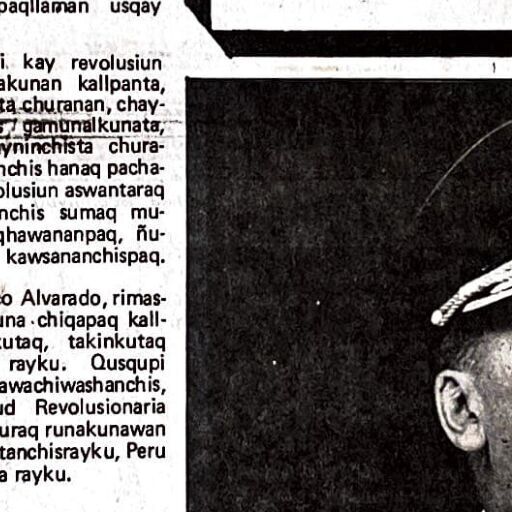 paqllaman usqay
i kay revolusiun
akunan kallpanta,
ta churanan, chay-
s / gamunalkunata,
yninchista chura-
nchis hanaq pacha-
olusiun aswantaraq
nchis sumaq mu-
qhawananpaq, ñu-
kawsananchispaq.
co Alvarado, rimas-
una chiqapaq kall-
kutaq, takinkutaq
rayku. Qusqupi
awachiwashanchis,
ud Revolusionaria
uraq runakunawan
tanchisrayku, Peru
a rayku.